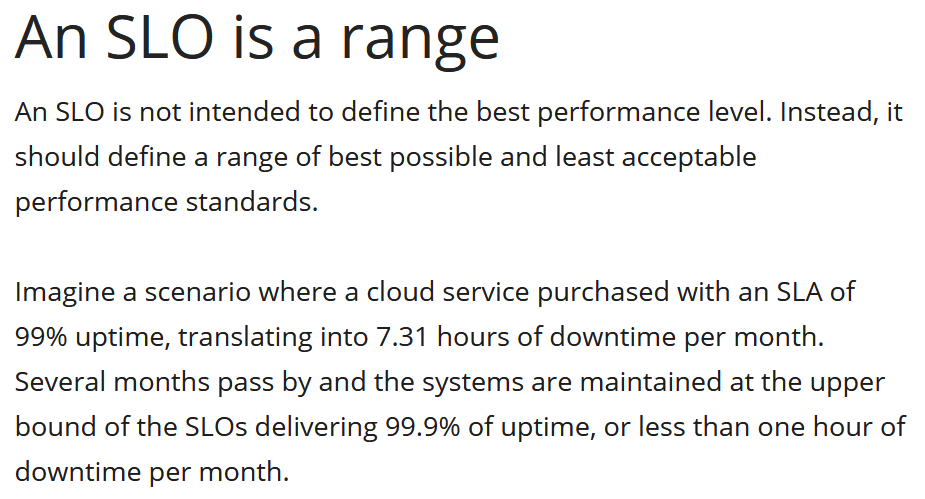 An SLO is a range
An SLO is not intended to define the best performance level. Instead, it
should define a range of best possible and least acceptable
performance standards.
Imagine a scenario where a cloud service purchased with an SLA of
99% uptime, translating into 7.31 hours of downtime per month.
Several months pass by and the systems are maintained at the upper
bound of the SLOs delivering 99.9% of uptime, or less than one hour of
downtime per month.